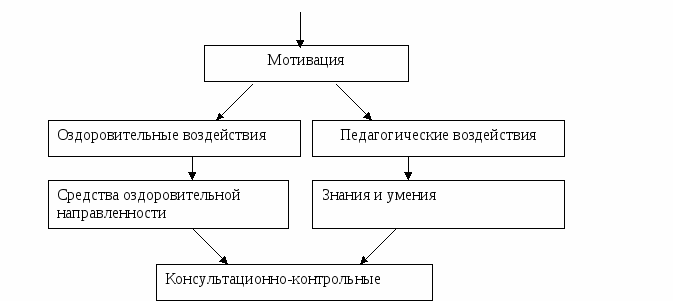 Мотивация
Оздоровительные воздействия
Педагогические воздействия
Средства оздоровительной
направленности
Знания и умения
Консультационно-контрольные